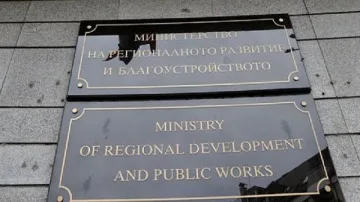 МИНИСТЕРСТВО
НА РЕГИОНАЛНОТО РАЗВИТИЕ
И БЛАГОУСТРОЙСТВОТО
MINISTRY
OF REGIONAL DEVELOPMENT
AND PUBLIC WORKS